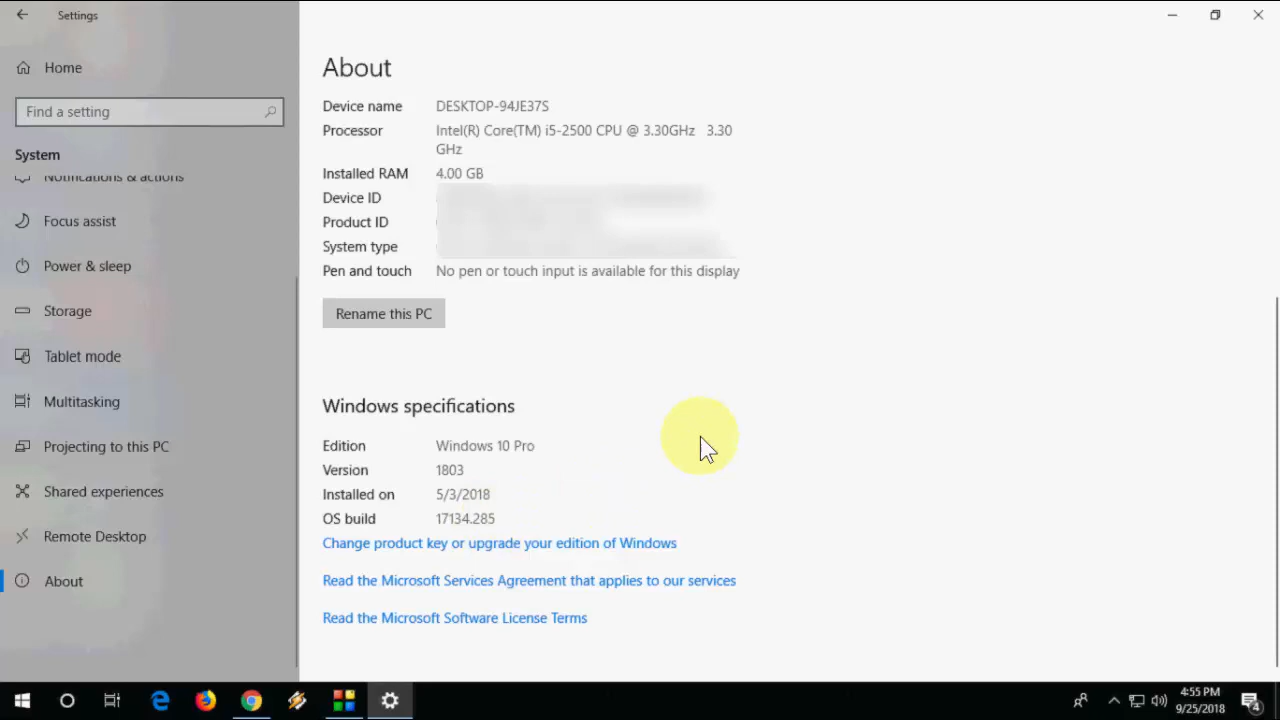 Settings
Home
Find a setting
System
Notifications & actions
Focus assist
Power & sleep
Storage
Tablet mode
Multitasking
Projecting to this PC
Shared experiences
Remote Desktop
About
About
Device name DESKTOP-94JE37S
Processor Intel(R) Core(TM) i5-2500 CPU @ 3.30GHz 3.30
GHz
Installed RAM 4.00 GB
Device ID
Product ID
System type
Pen and touch No pen or touch input is available for this display
Rename this PC
Windows specifications
Edition Windows 10 Pro
Version 1803
Installed on 5/3/2018
OS build 17134.285
Change product key or upgrade your edition of Windows
Read the Microsoft Services Agreement that applies to our services
Read the Microsoft Software License Terms
4:55 PM
9/25/2018
4